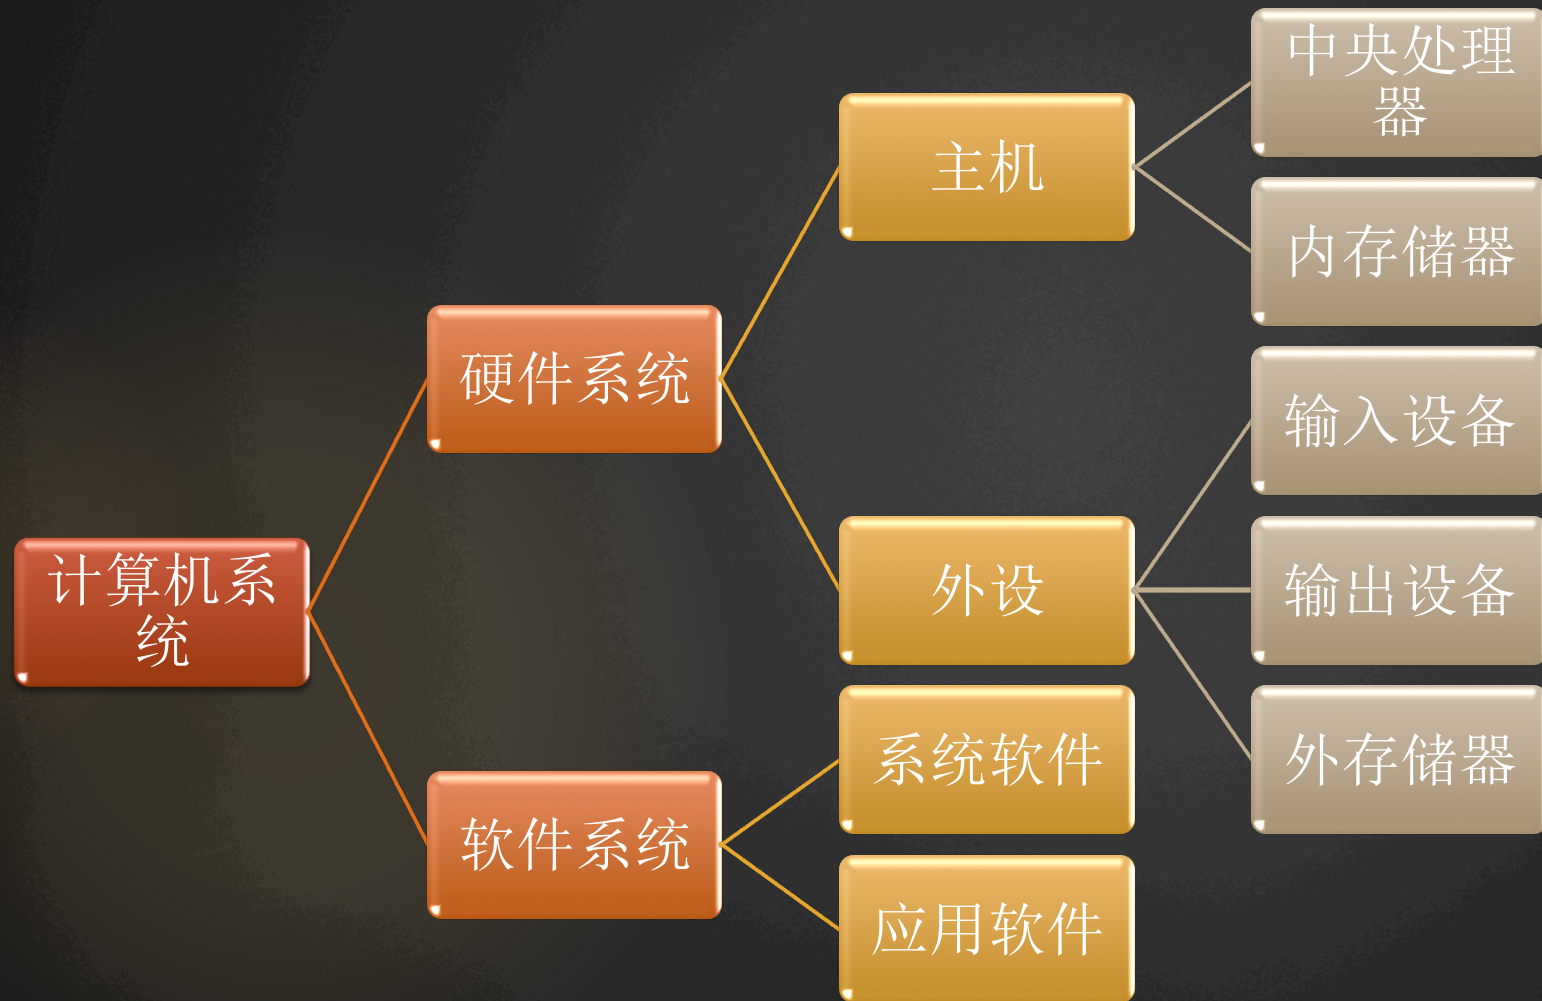 计算机系
统
硬件系统
主机
中央处理
器
内存储器
外设
输入设备
输出设备
外存储器
软件系统
系统软件
应用软件